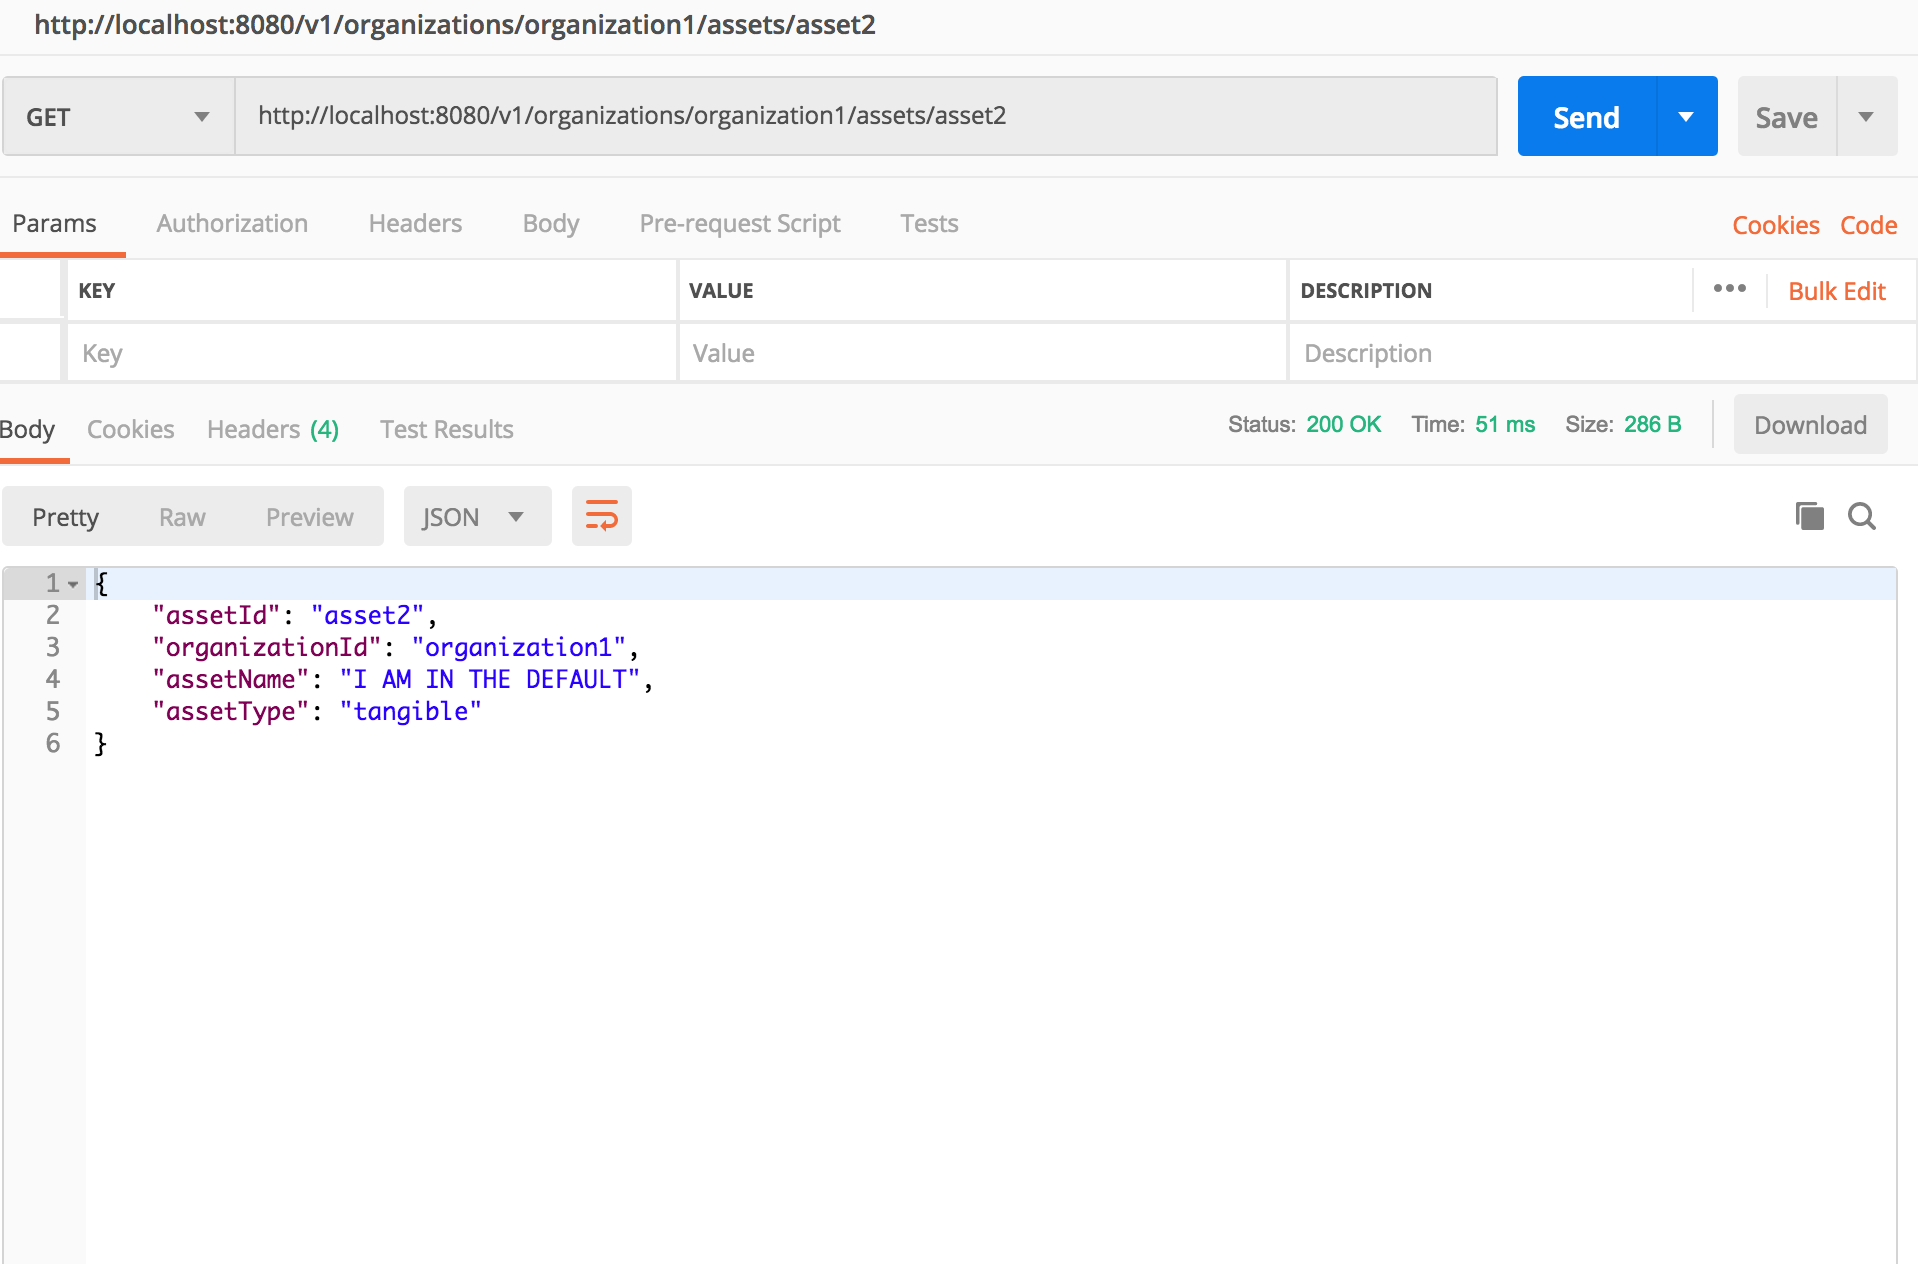 http://localhost:8080/v1/organizations/organization1/assets/asset2
GET http://localhost:8080/v1/organizations/organization1/assets/asset2 Send Save
Params Authorization Headers Body Pre-request Script Tests Cookies Code
KEY VALUE DESCRIPTION ••• Bulk Edit
Key Value Description
Body Cookies Headers (4) Test Results Status: 200 OK Time: 51 ms Size: 286 B Download
Pretty Raw Preview JSON
1 {
2 "assetId": "asset2",
3 "organizationId": "organization1",
4 "assetName": "I AM IN THE DEFAULT",
5 "assetType": "tangible"
6 }